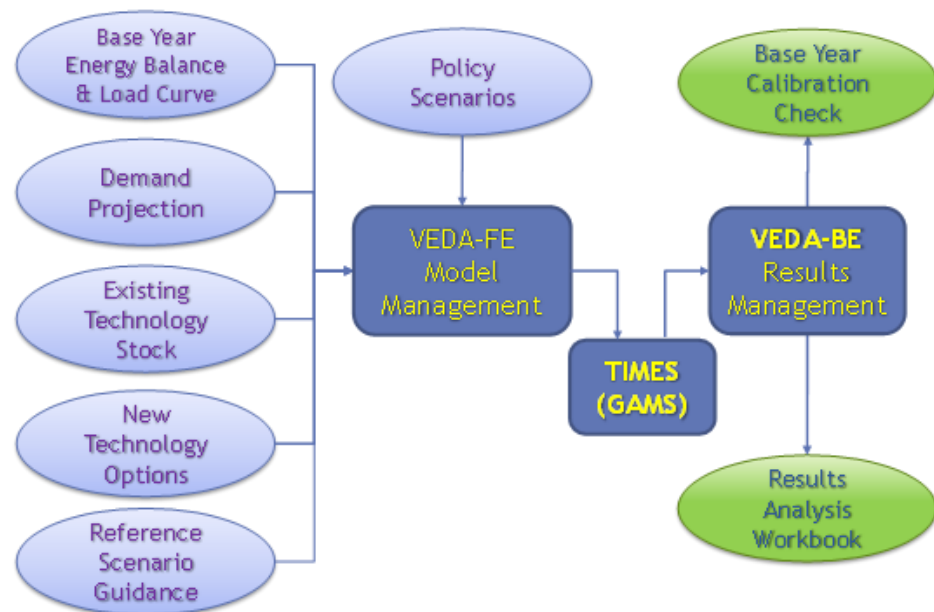 Base Year
Energy Balance
& Load Curve
Demand
Projection
Existing
Technology
Stock
New
Technology
Options
Reference
Scenario
Guidance
Policy
Scenarios
VEDA-FE
Model
Management
TIMES
(GAMS)
VEDA-BE
Results
Management
Base Year
Calibration
Check
Results
Analysis
Workbook